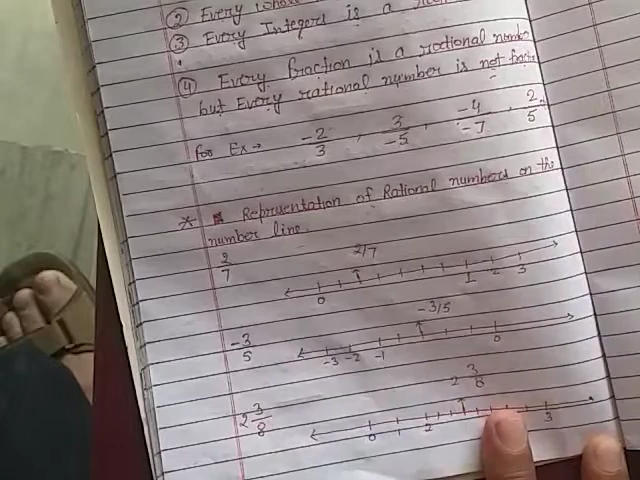 ② Every
③ Every Integers is a
④ Every fraction is a rational number
but Every rational number is not
for Ex→ -2/3 , 3/-5 , -4/-7 , 2/5
* Representation of Rational numbers on the
number line.
2/7
2/7
0 1 2 3
-3/5
-3/5
-3 -2 -1 0
2 3/8
2 3/8
0 2 3